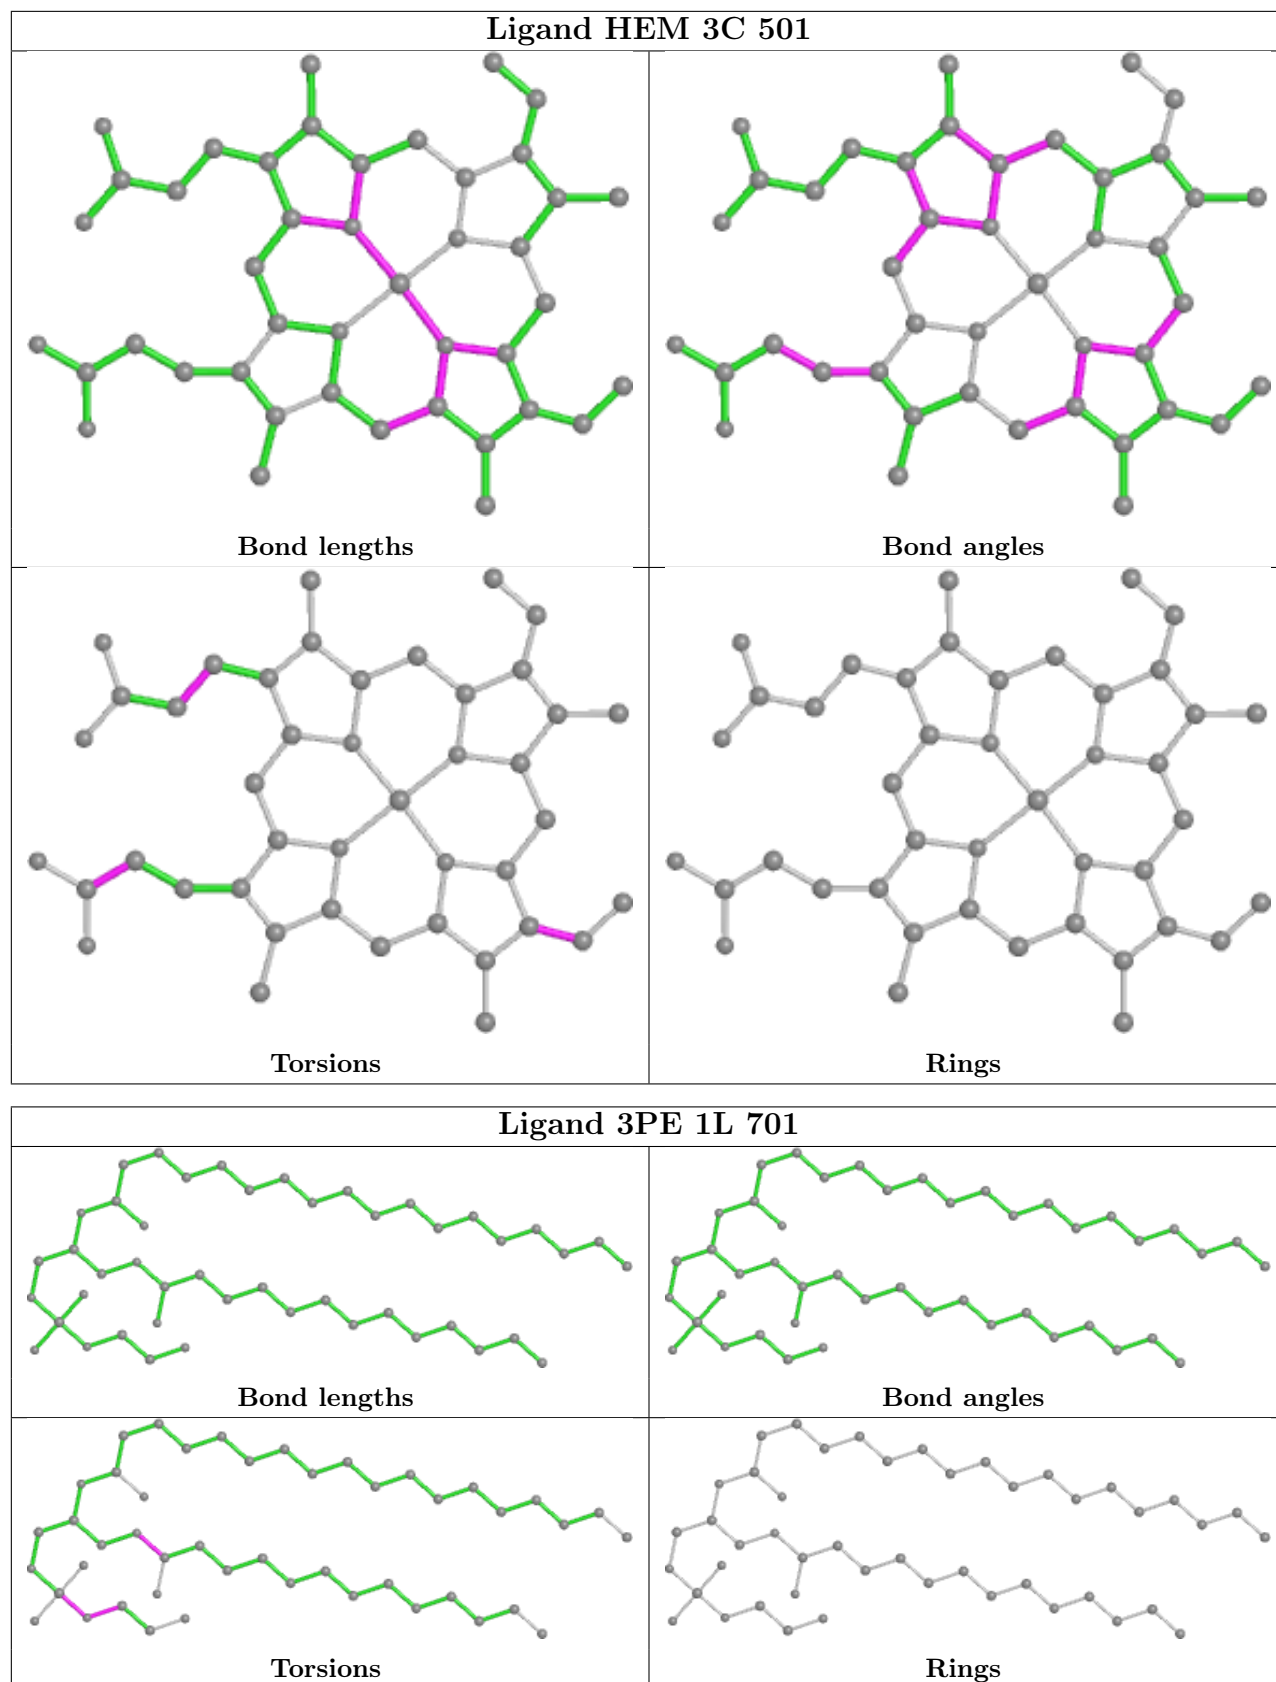 Ligand HEM 3C 501
Bond lengths
Bond angles
Torsions
Rings
Ligand 3PE 1L 701
Bond lengths
Bond angles
Torsions
Rings